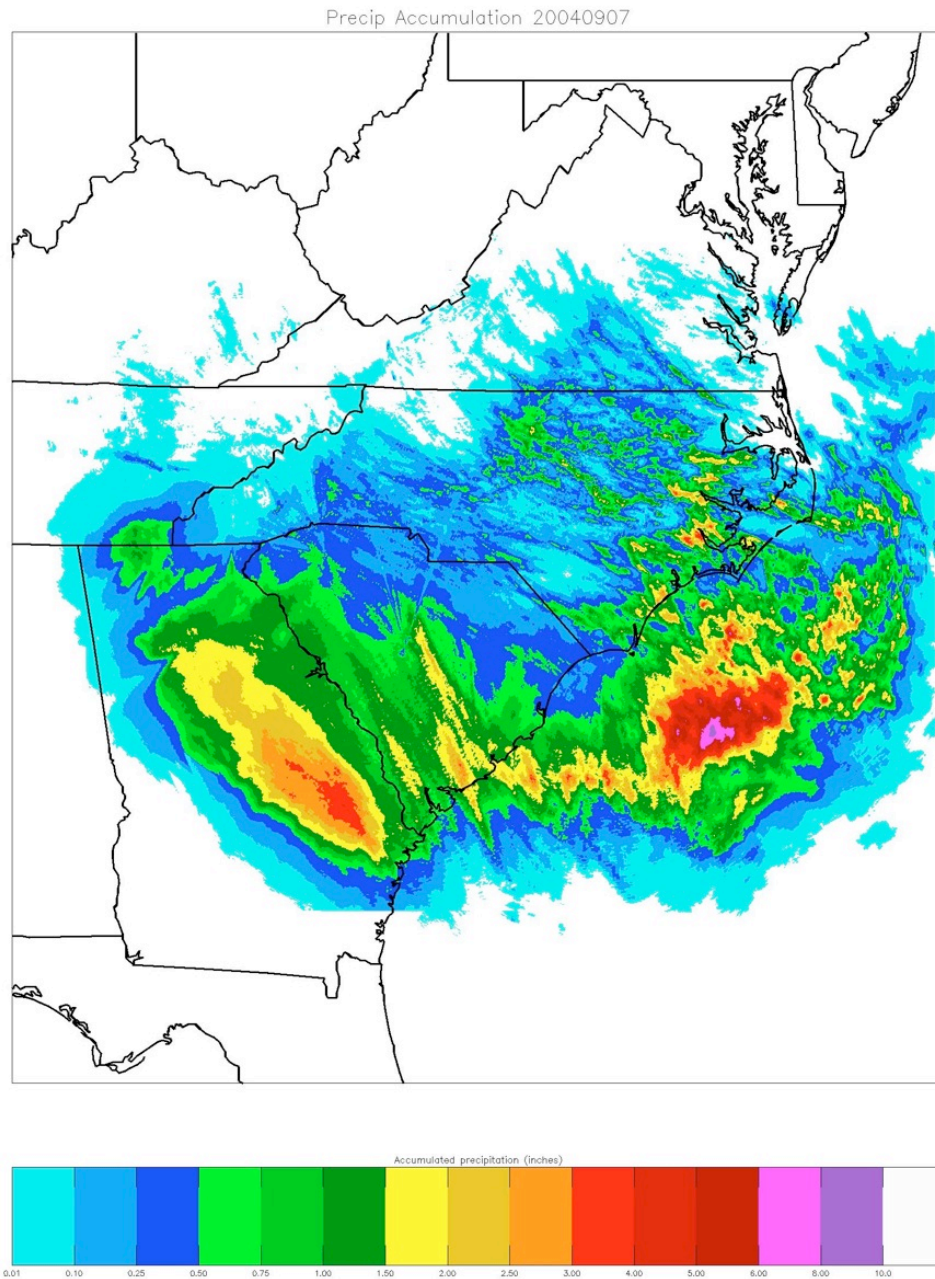 Precip Accumulation 20040907
Accumulated precipitation (inches)
0.01 0.10 0.25 0.50 0.75 1.00 1.50 2.00 2.50 3.00 4.00 5.00 6.00 8.00 10.0